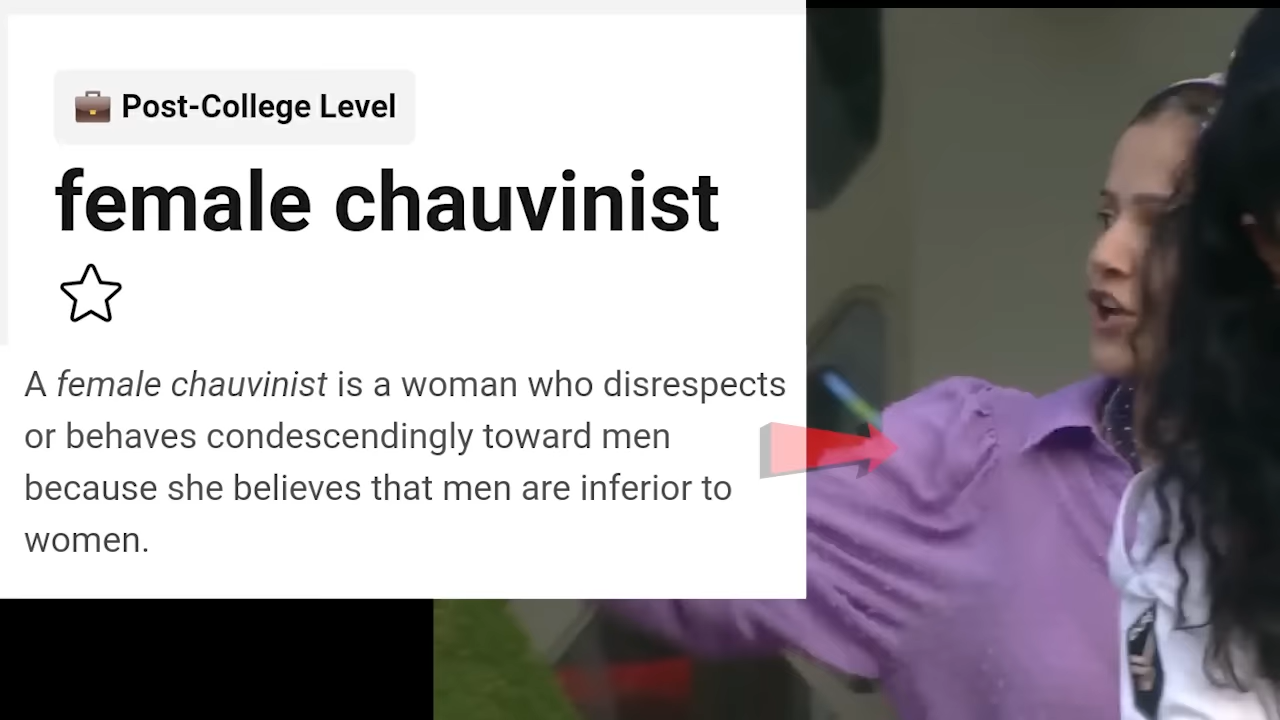 Post-College Level
female chauvinist
A female chauvinist is a woman who disrespects
or behaves condescendingly toward men
because she believes that men are inferior to
women.